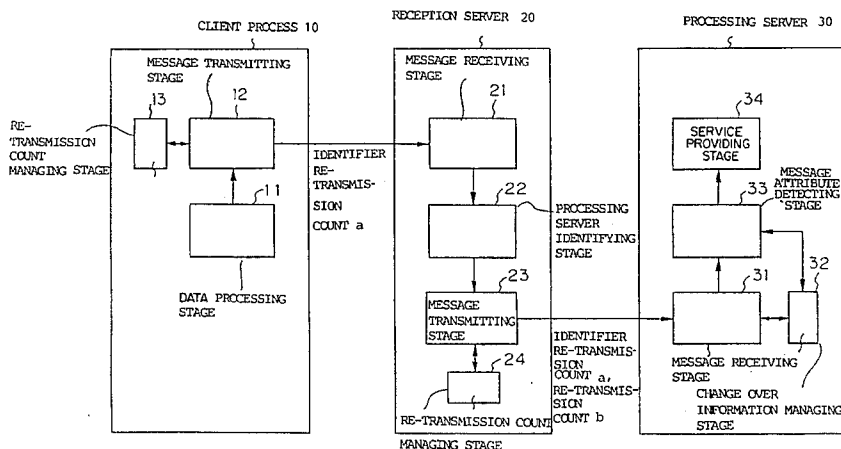 CLIENT PROCESS 10
MESSAGE TRANSMITTING
STAGE
13
12
RE-
TRANSMISSION
COUNT
MANAGING STAGE
11
DATA PROCESSING
STAGE
IDENTIFIER
RE-
TRANSMIS-
SION
COUNT a
RECEPTION SERVER 20
MESSAGE RECEIVING
STAGE
21
22
PROCESSING
SERVER
IDENTIFYING
STAGE
23
MESSAGE
TRANSMITTING
STAGE
24
RE-TRANSMISSION COUNT
MANAGING STAGE
IDENTIFIER
RE-TRANSMIS-
SION
COUNT a,
RE-TRANSMIS-
SION
COUNT b
PROCESSING SERVER 30
34
SERVICE
PROVIDING
STAGE
MESSAGE
ATTRIBUTE
DETECTING
STAGE
33
31
32
MESSAGE RECEIVING
STAGE
CHANGE OVER
INFORMATION MANAGING
STAGE